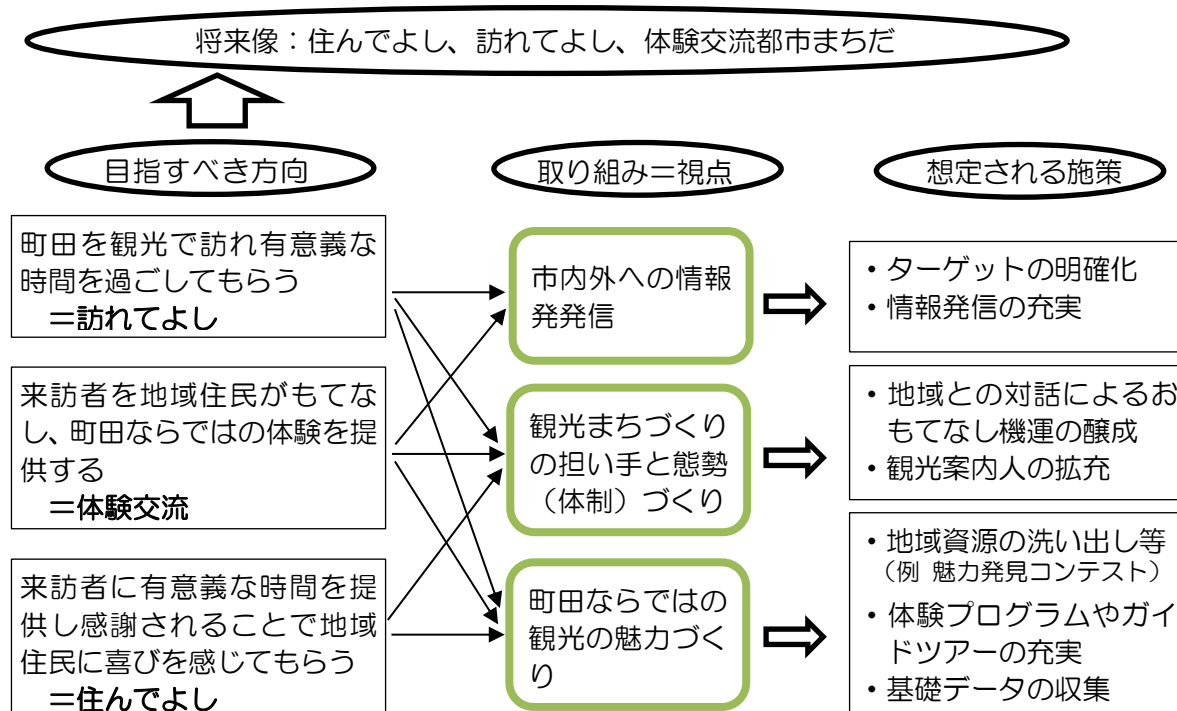 将来像：住んでよし、訪れてよし、体験交流都市まちだ
目指すべき方向
取り組み＝視点
想定される施策
町田を観光で訪れ有意義な
時間を過ごしてもらう
＝訪れてよし
市内外への情報
発発信
・ターゲットの明確化
・情報発信の充実
来訪者を地域住民がもてな
し、町田ならではの体験を提
供する
＝体験交流
観光まちづくり
の担い手と態勢
（体制）づくり
・地域との対話によるお
もてなし機運の醸成
・観光案内人の拡充
来訪者に有意義な時間を提
供し感謝されることで地域
住民に喜びを感じてもらう
＝住んでよし
町田ならではの
観光の魅力づく
り
・地域資源の洗い出し等
（例 魅力発見コンテスト）
・体験プログラムやガイ
ドツアーの充実
・基礎データの収集